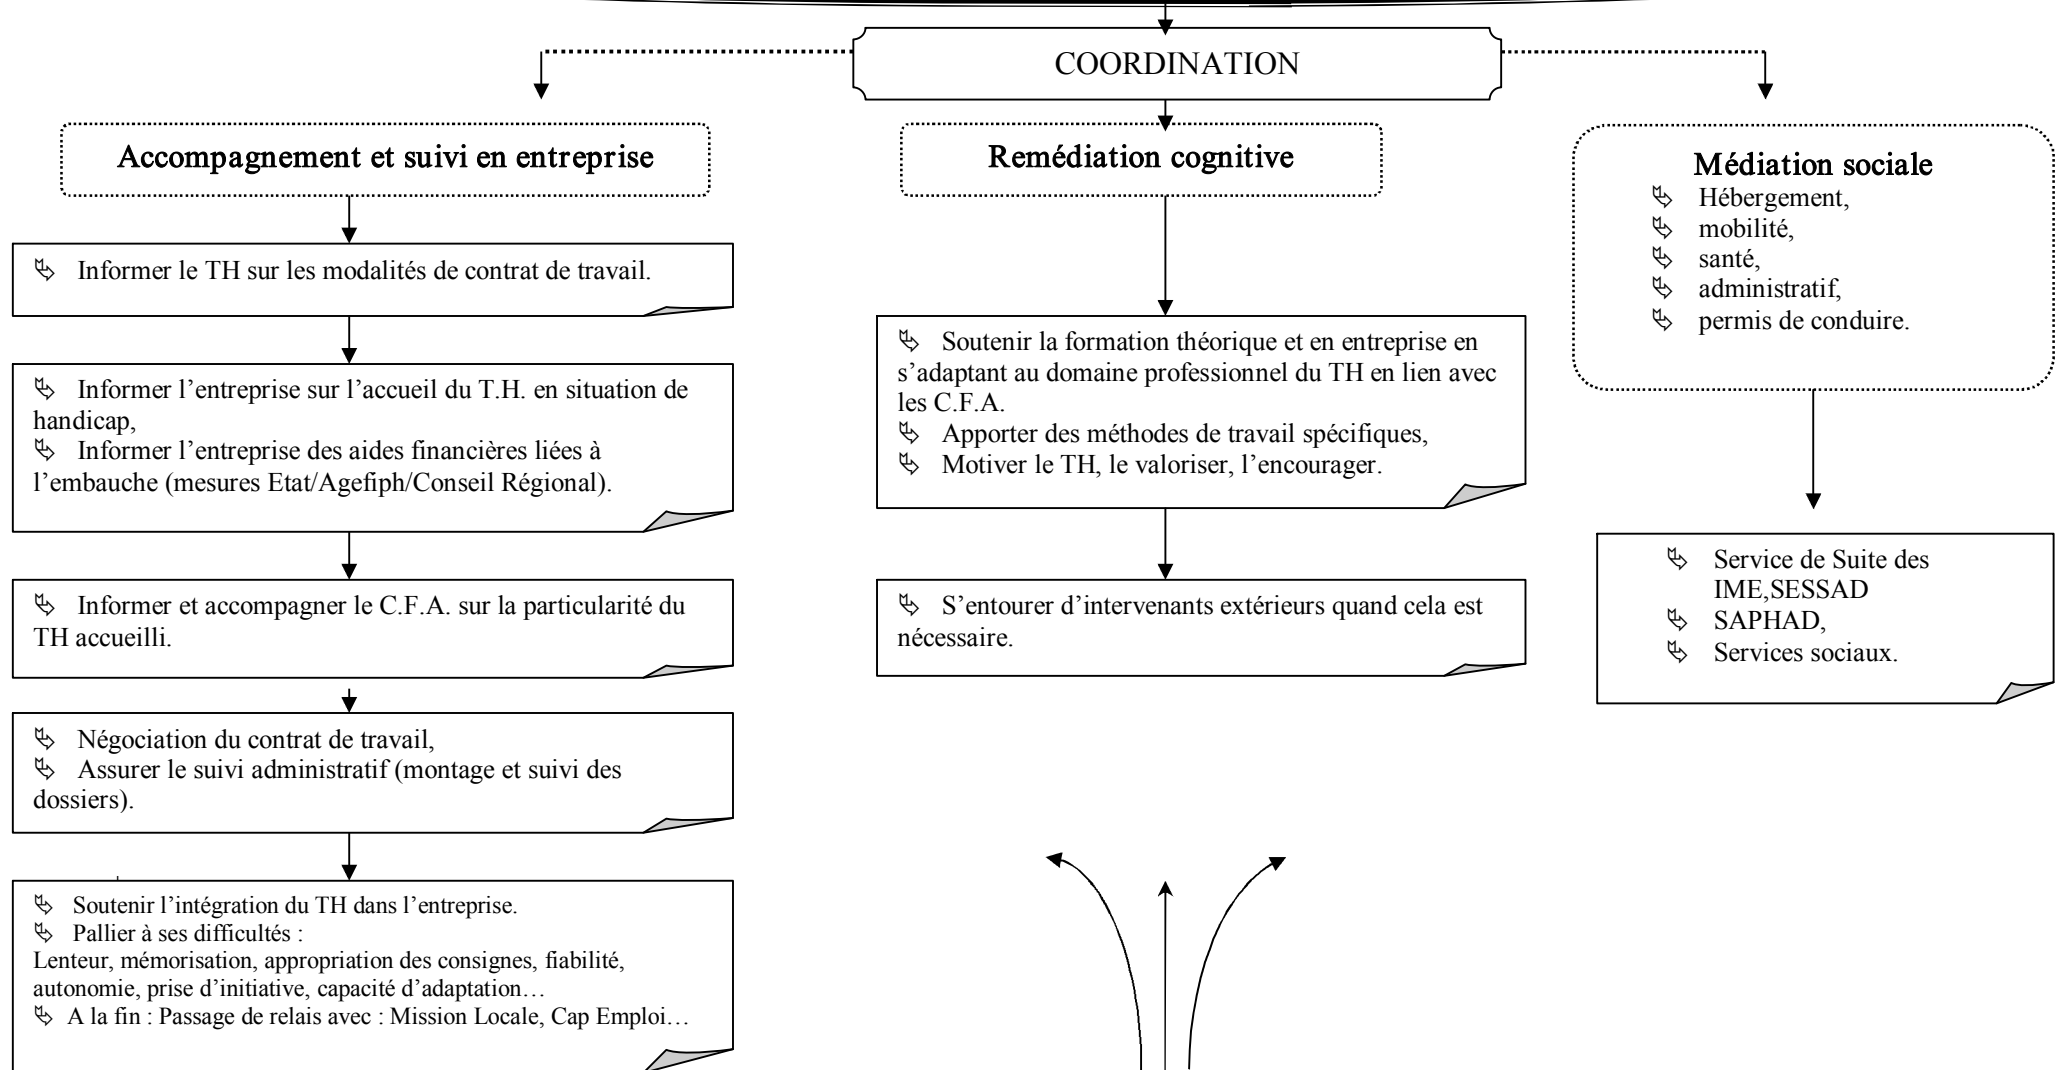 COORDINATION
Accompagnement et suivi en entreprise
Informer le TH sur les modalités de contrat de travail.
Informer l’entreprise sur l’accueil du T.H. en situation de
handicap,
Informer l’entreprise des aides financières liées à
l’embauche (mesures Etat/Agefiph/Conseil Régional).
Informer et accompagner le C.F.A. sur la particularité du
TH accueilli.
Négociation du contrat de travail,
Assurer le suivi administratif (montage et suivi des
dossiers).
Soutenir l’intégration du TH dans l’entreprise.
Pallier à ses difficultés :
Lenteur, mémorisation, appropriation des consignes, fiabilité,
autonomie, prise d’initiative, capacité d’adaptation…
A la fin : Passage de relais avec : Mission Locale, Cap Emploi…
Remédiation cognitive
Soutenir la formation théorique et en entreprise en
s’adaptant au domaine professionnel du TH en lien avec
les C.F.A.
Apporter des méthodes de travail spécifiques,
Motiver le TH, le valoriser, l’encourager.
S’entourer d’intervenants extérieurs quand cela est
nécessaire.
Médiation sociale
Hébergement,
mobilité,
santé,
administratif,
permis de conduire.
Service de Suite des
IME,SESSAD
SAPHAD,
Services sociaux.